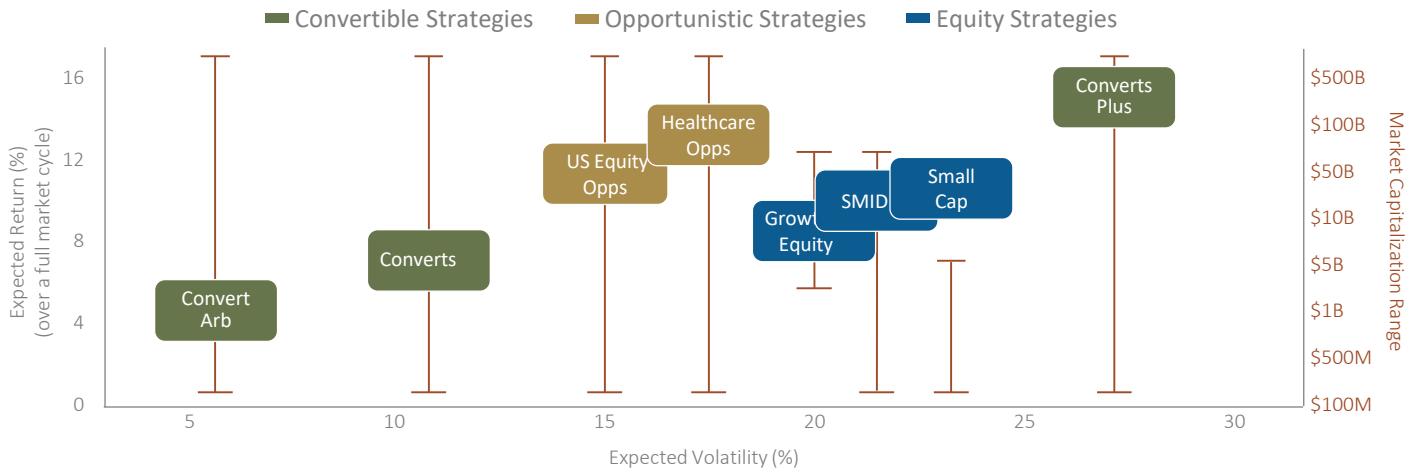 Convertible Strategies
Opportunistic Strategies
Equity Strategies
Expected Return (%)
(over a full market cycle)
16
12
8
4
0
Convert
Arb
Converts
US Equity
Opps
Healthcare
Opps
Growt
Equity
SMID
Small
Cap
Converts
Plus
$500B
$100B
$50B
$10B
$5B
$1B
$500M
$100M
Market Capitalization Range
5
10
15
20
25
30
Expected Volatility (%)